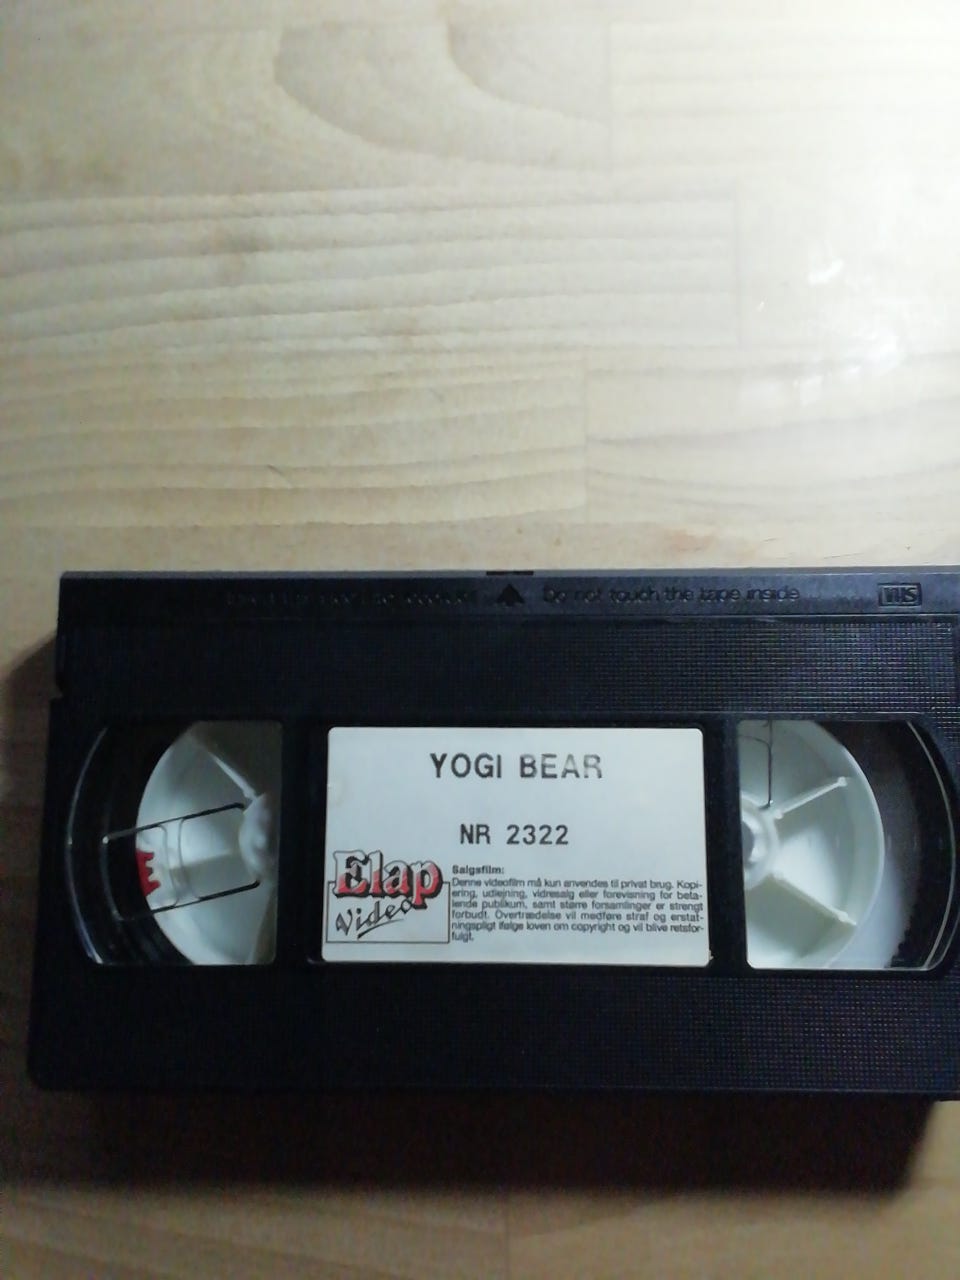 Do not touch the tape inside
VHS
YOGI BEAR
NR 2322
Elap
Video
Salgsfilm:
Denne videofilm må kun anvendes til privat brug. Kopi-
ering, udlejning, videresalg eller forevisning for beta-
lende publikum, samt større forsamlinger er strengt
forbudt. Overtrædelse vil medføre straf og erstat-
ningspligt ifølge loven om copyright og vil blive retsfor-
fulgt.